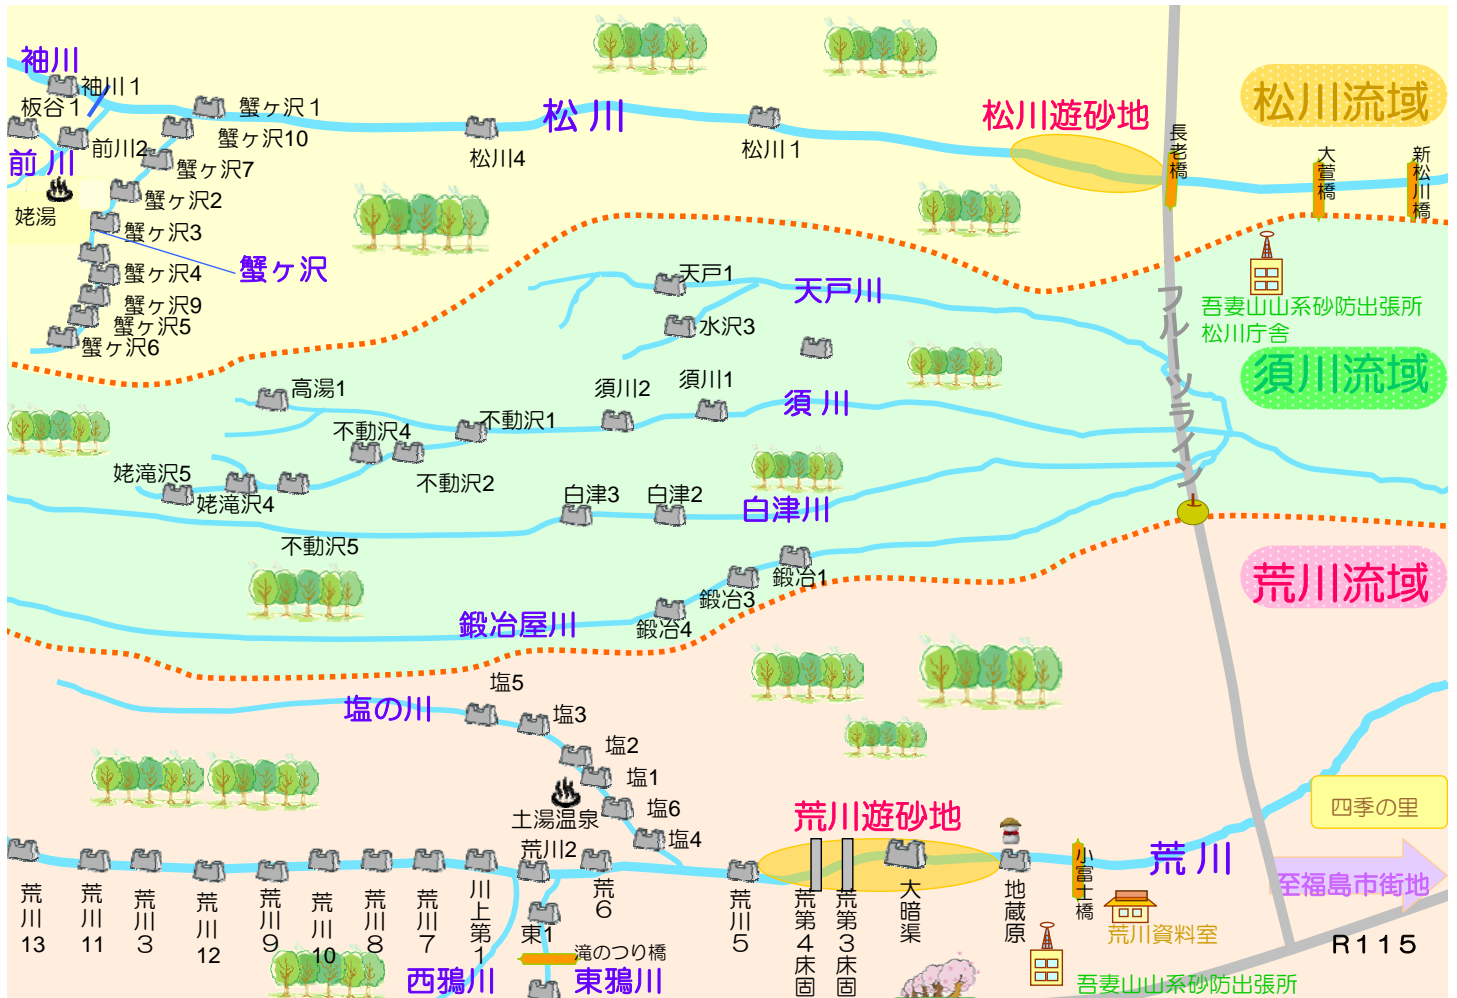 袖川
袖川1
板谷1
前川2
前川
姥湯
蟹ヶ沢1
蟹ヶ沢10
蟹ヶ沢7
蟹ヶ沢2
蟹ヶ沢3
蟹ヶ沢
蟹ヶ沢4
蟹ヶ沢9
蟹ヶ沢5
蟹ヶ沢6
松川
松川4
松川1
松川遊砂地
長老橋
大萱橋
新松川橋
松川流域
吾妻山山系砂防出張所
松川庁舎
フルーツライン
須川流域
天戸1
天戸川
水沢3
高湯1
須川2
須川1
須川
不動沢4
不動沢1
不動沢2
姥滝沢5
姥滝沢4
不動沢5
白津3
白津2
白津川
鍛冶1
鍛冶3
鍛冶4
鍛冶屋川
荒川流域
塩の川
塩5
塩3
塩2
塩1
塩6
塩4
土湯温泉
荒川遊砂地
四季の里
至福島市街地
R115
荒川
荒川13
荒川11
荒川3
荒川12
荒川9
荒川10
荒川8
荒川7
川上第1
荒川2
荒6
荒川5
荒第4床固
荒第3床固
大暗渠
地蔵原
小富士橋
荒川資料室
吾妻山山系砂防出張所
東1
滝のつり橋
西鴉川
東鴉川